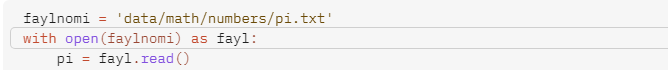 faylnomi = 'data/math/numbers/pi.txt'
with open(faylnomi) as fayl:
    pi = fayl.read()